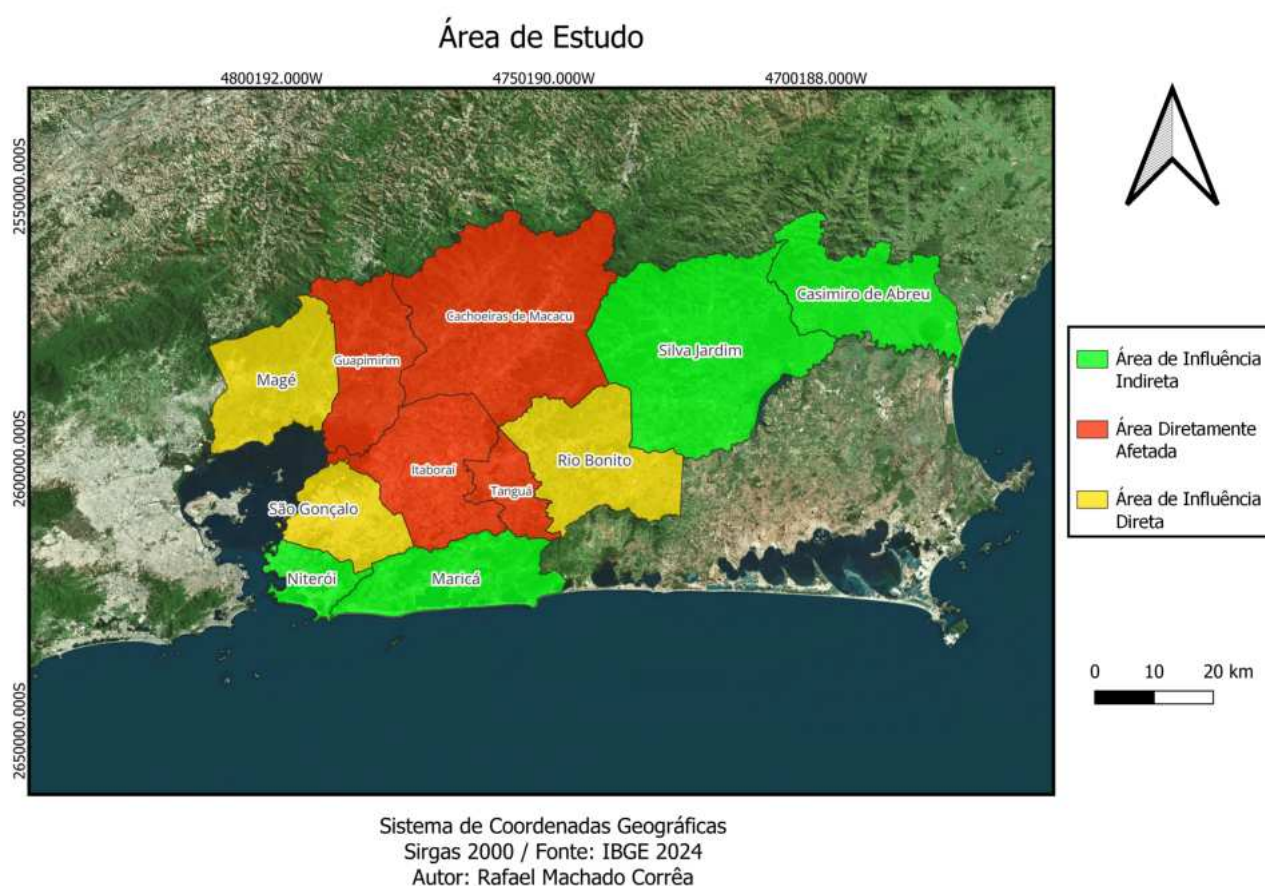 Área de Estudo
4800192.000W
4750190.000W
4700188.000W
2550000.000S
2600000.000S
2650000.000S
Casimiro de Abreu
Cachoeiras de Macacu
Silva Jardim
Guapimirim
Magé
Rio Bonito
Itaboraí
Tanguá
São Gonçalo
Niterói
Maricá
Área de Influência
Indireta
Área Diretamente
Afetada
Área de Influência
Direta
0 10 20 km
Sistema de Coordenadas Geográficas
Sirgas 2000 / Fonte: IBGE 2024
Autor: Rafael Machado Corrêa